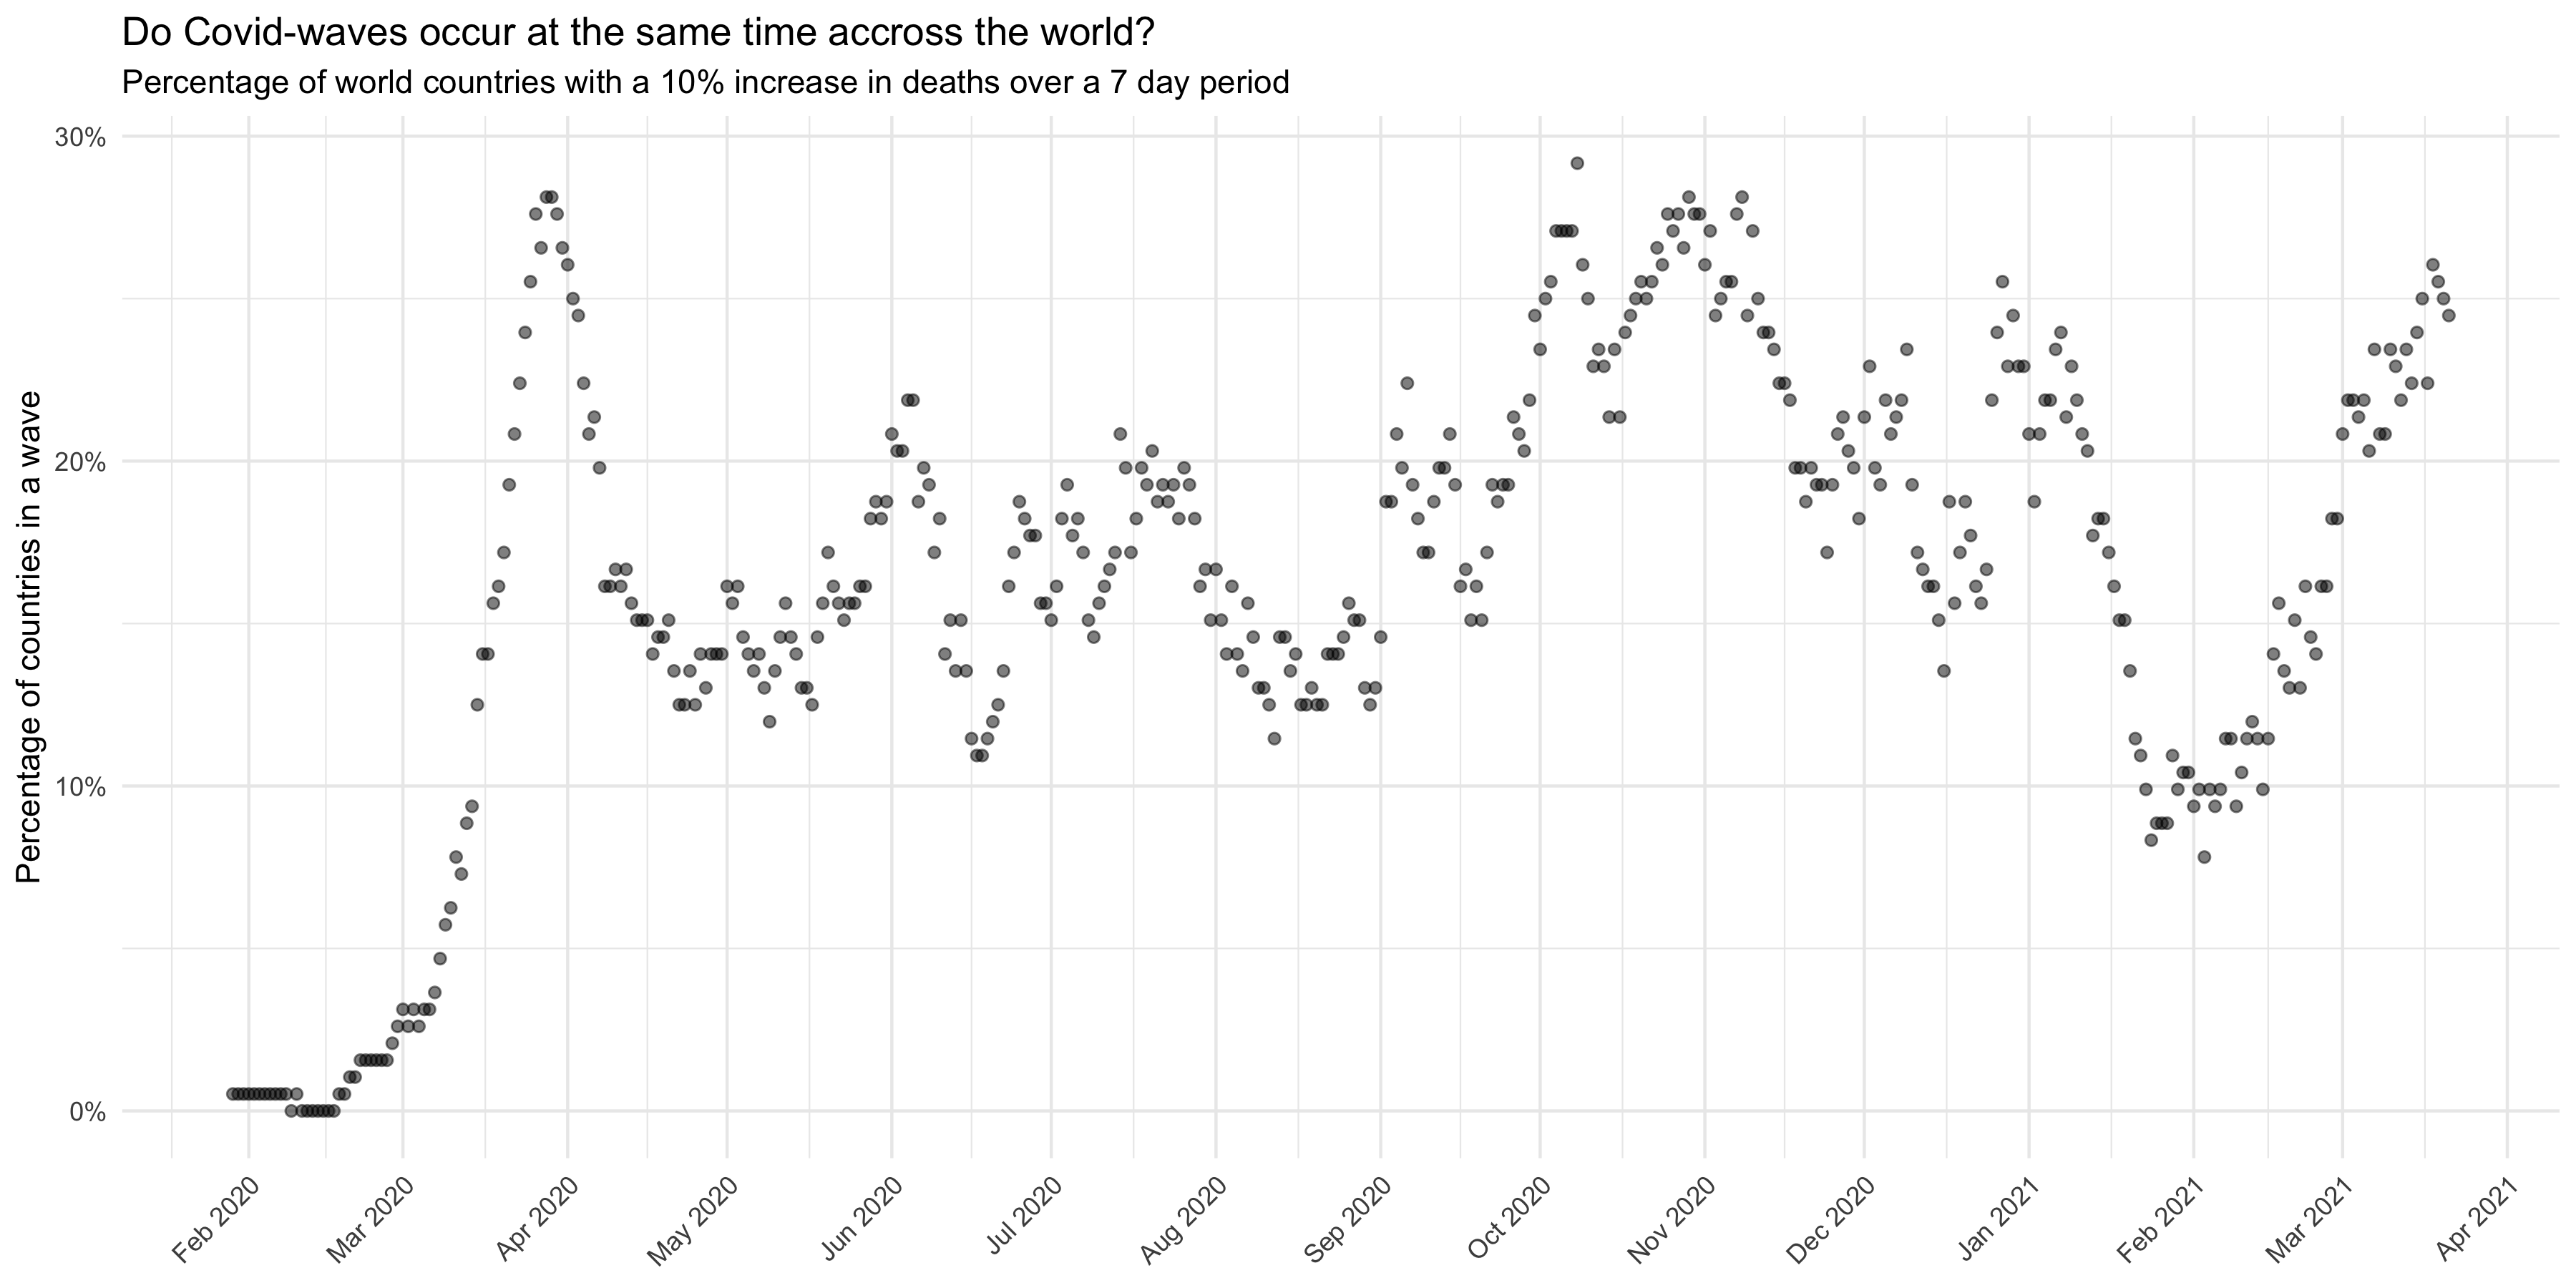 Do Covid-waves occur at the same time accross the world?
Percentage of world countries with a 10% increase in deaths over a 7 day period
Percentage of countries in a wave
30%
20%
10%
0%
Feb 2020
Mar 2020
Apr 2020
May 2020
Jun 2020
Jul 2020
Aug 2020
Sep 2020
Oct 2020
Nov 2020
Dec 2020
Jan 2021
Feb 2021
Mar 2021
Apr 2021